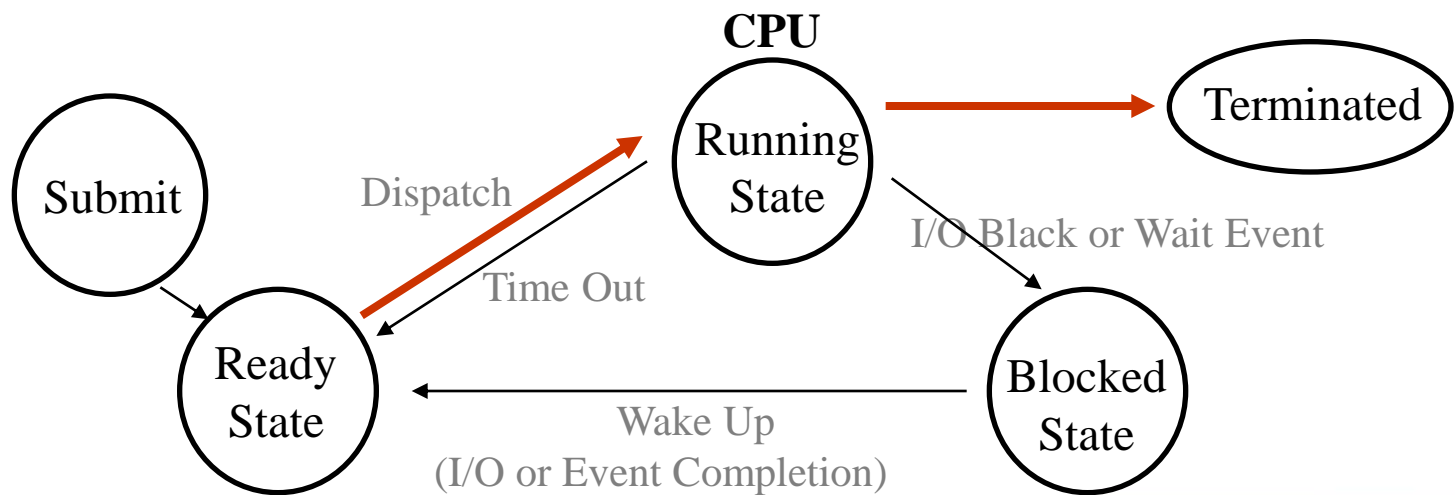 CPU
Terminated
Running
State
Submit
Dispatch
I/O Black or Wait Event
Time Out
Ready
State
Blocked
State
Wake Up
(I/O or Event Completion)